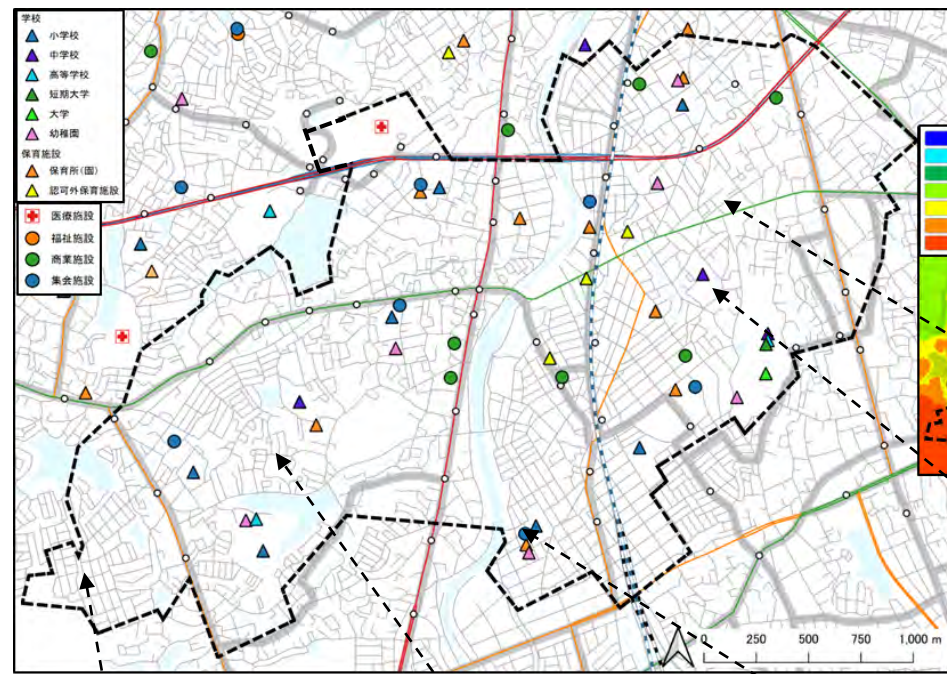 学校
小学校
中学校
高等学校
短期大学
大学
幼稚園
保育施設
保育所(園)
認可外保育施設
医療施設
福祉施設
商業施設
集会施設
0 250 500 750 1,000 m